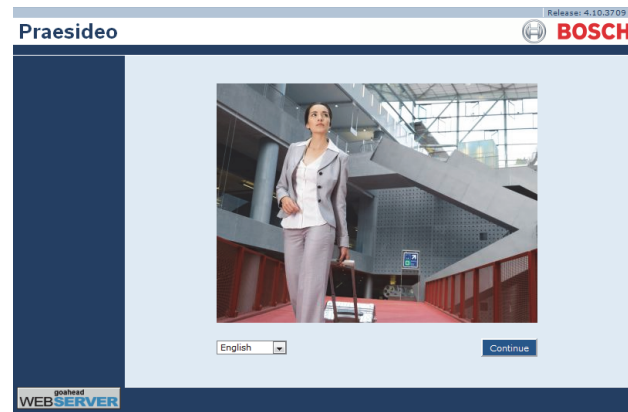 Release: 4.10.3709
Praesideo
BOSCH
English
Continue
goahead
WEBSERVER